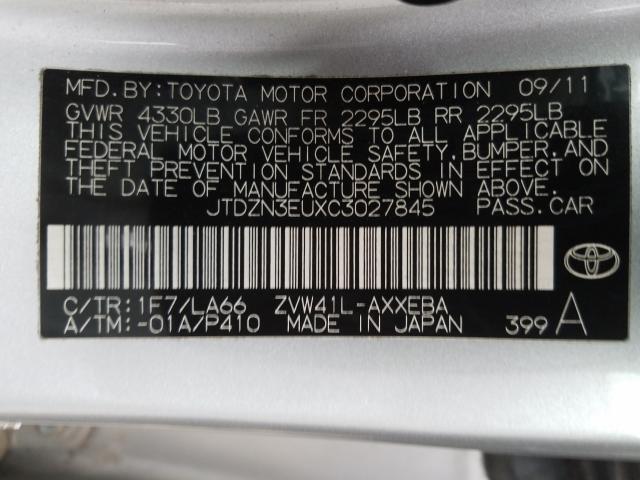 MFD. BY: TOYOTA MOTOR CORPORATION 09/11
GVWR 4330LB GAWR FR 2295LB RR 2295LB
THIS VEHICLE CONFORMS TO ALL APPLICABLE
FEDERAL MOTOR VEHICLE SAFETY, BUMPER, AND
THEFT PREVENTION STANDARDS IN EFFECT ON
THE DATE OF MANUFACTURE SHOWN ABOVE.
JTDZN3EUXC3027845 PASS. CAR
C/TR: 1F7/LA66 ZVW41L-AXXEBA
A/TM: -01A/P410 MADE IN JAPAN 399 A